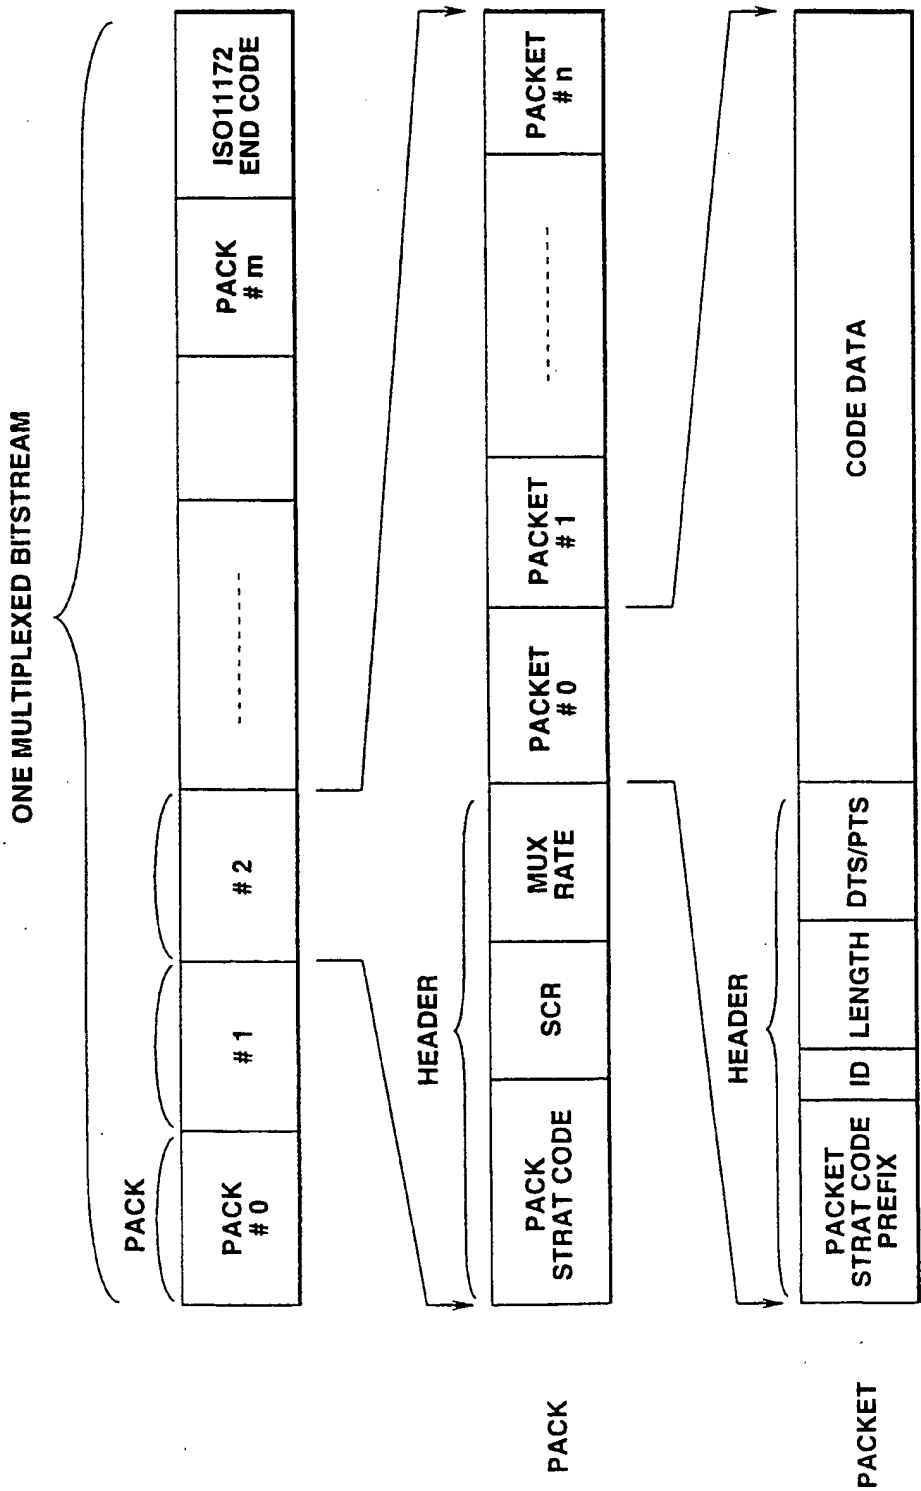 ONE MULTIPLEXED BITSTREAM
PACK
PACK
# 0
# 1
# 2
PACK
# m
ISO11172
END CODE
HEADER
PACK
PACK
STRAT CODE
SCR
MUX
RATE
PACKET
# 0
PACKET
# 1
PACKET
# n
HEADER
PACKET
PACKET
STRAT CODE
PREFIX
ID
LENGTH
DTS/PTS
CODE DATA